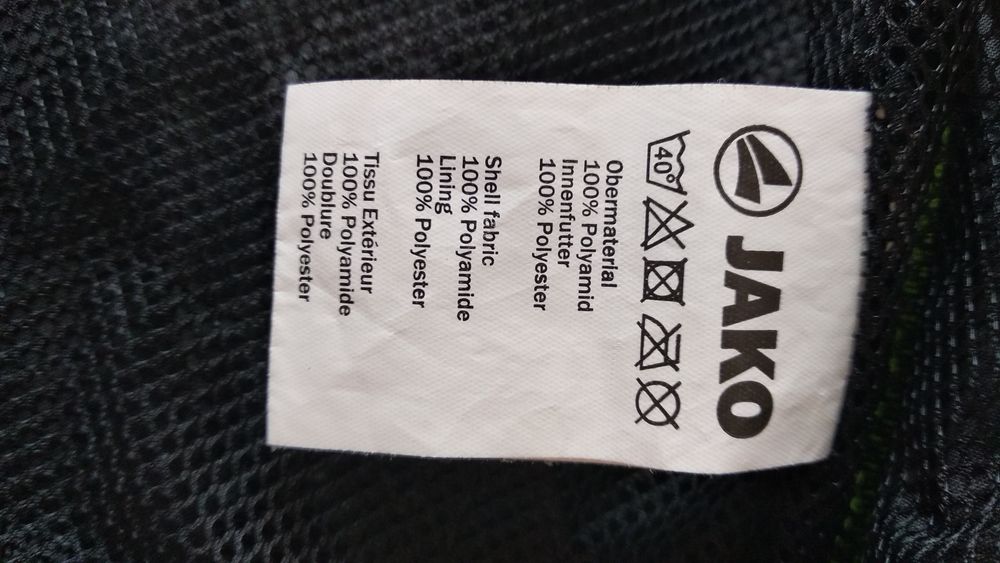 JAKO
40°
Obermaterial
100% Polyamid
Innenfutter
100% Polyester
Shell fabric
100% Polyamide
Lining
100% Polyester
Tissu Extérieur
100% Polyamide
Doublure
100% Polyester